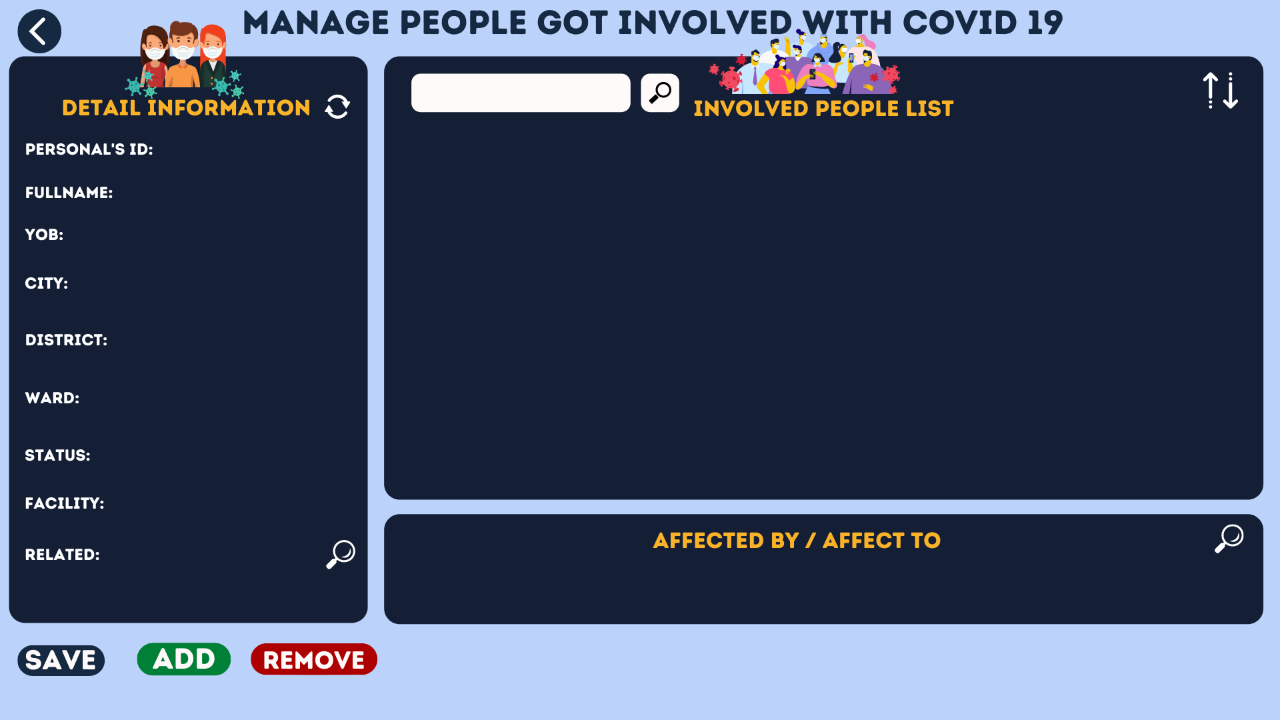 MANAGE PEOPLE GOT INVOLVED WITH COVID 19
DETAIL INFORMATION
PERSONAL'S ID:
FULLNAME:
YOB:
CITY:
DISTRICT:
WARD:
STATUS:
FACILITY:
RELATED:
INVOLVED PEOPLE LIST
AFFECTED BY / AFFECT TO
SAVE
ADD
REMOVE